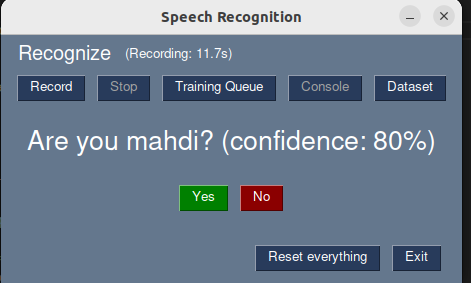 Speech Recognition
Recognize (Recording: 11.7s)
Record Stop Training Queue Console Dataset
Are you mahdi? (confidence: 80%)
Yes No
Reset everything Exit